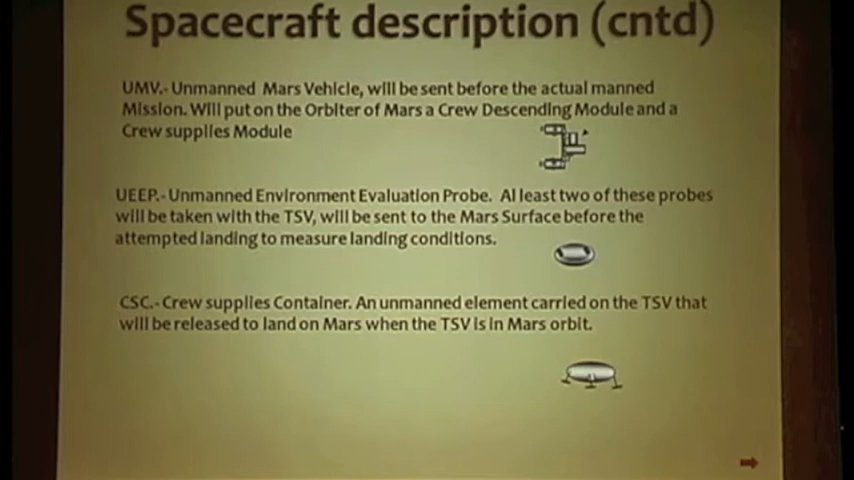 Spacecraft description (cntd)
UMV.- Unmanned Mars Vehicle, will be sent before the actual manned
Mission. Will put on the Orbiter of Mars a Crew Descending Module and a
Crew supplies Module
UEEP.- Unmanned Environment Evaluation Probe. Al least two of these probes
will be taken with the TSV, will be sent to the Mars Surface before the
attempted landing to measure landing conditions.
CSC.- Crew supplies Container. An unmanned element carried on the TSV that
will be released to land on Mars when the TSV is in Mars orbit.